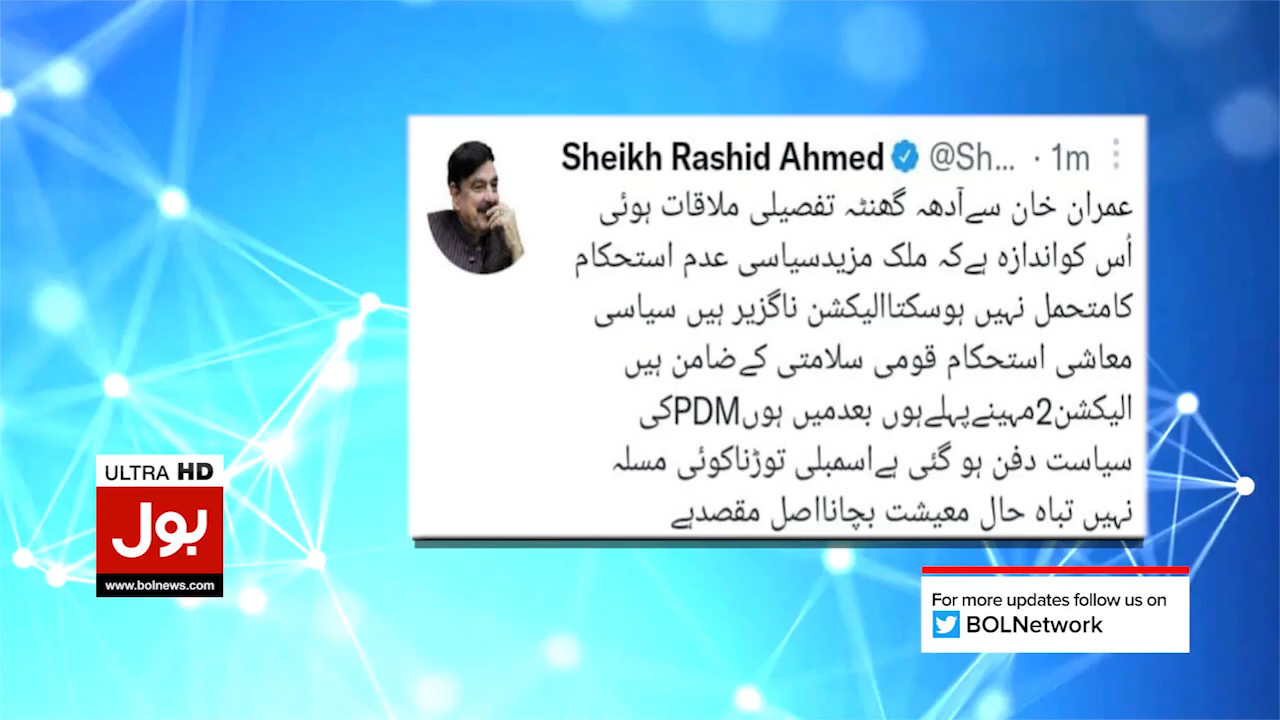 Sheikh Rashid Ahmed @Sh... · 1m
عمران خان سےآدھہ گھنٹہ تفصیلی ملاقات ہوئی
اُس کواندازہ ہےکہ ملک مزیدسیاسی عدم استحکام
کامتحمل نہیں ہوسکتاالیکشن ناگزیر ہیں سیاسی
معاشی استحکام قومی سلامتی کےضامن ہیں
الیکشن2مہینےپہلےہوں بعدمیں ہوںPDMکی
سیاست دفن ہو گئی ہےاسمبلی توڑناکوئی مسلہ
نہیں تباہ حال معیشت بچانااصل مقصدہے
ULTRA HD
بول
www.bolnews.com
For more updates follow us on
BOLNetwork